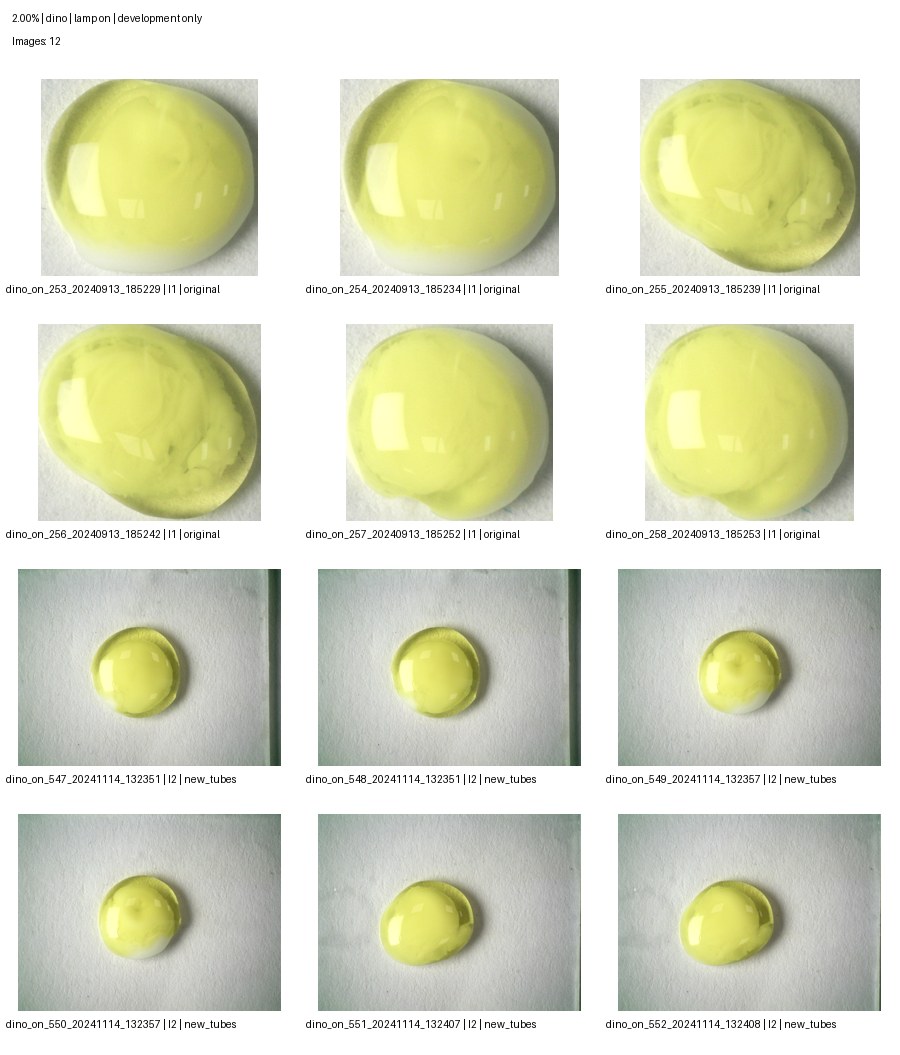 2.00% | dino | lamp on | development only
Images: 12
dino_on_253_20240913_185229 | l1 | original
dino_on_254_20240913_185234 | l1 | original
dino_on_255_20240913_185239 | l1 | original
dino_on_256_20240913_185242 | l1 | original
dino_on_257_20240913_185252 | l1 | original
dino_on_258_20240913_185253 | l1 | original
dino_on_547_20241114_132351 | l2 | new_tubes
dino_on_548_20241114_132351 | l2 | new_tubes
dino_on_549_20241114_132357 | l2 | new_tubes
dino_on_550_20241114_132357 | l2 | new_tubes
dino_on_551_20241114_132407 | l2 | new_tubes
dino_on_552_20241114_132408 | l2 | new_tubes